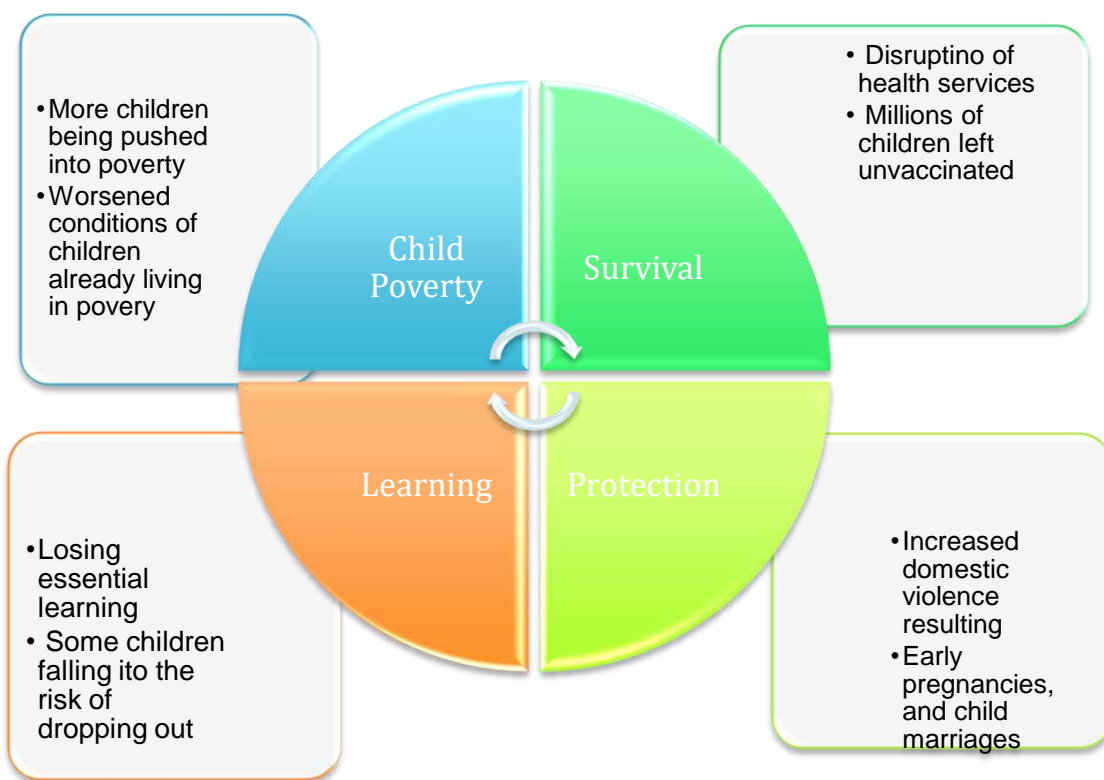 •More children
being pushed
into poverty
•Worsened
conditions of
children
already living
in povery
• Disruptino of
health services
• Millions of
children left
unvaccinated
Child
Poverty
Survival
Learning
Protection
•Losing
essential
learning
• Some children
falling ito the
risk of
dropping out
•Increased
domestic
violence
resulting
•Early
pregnancies,
and child
marriages